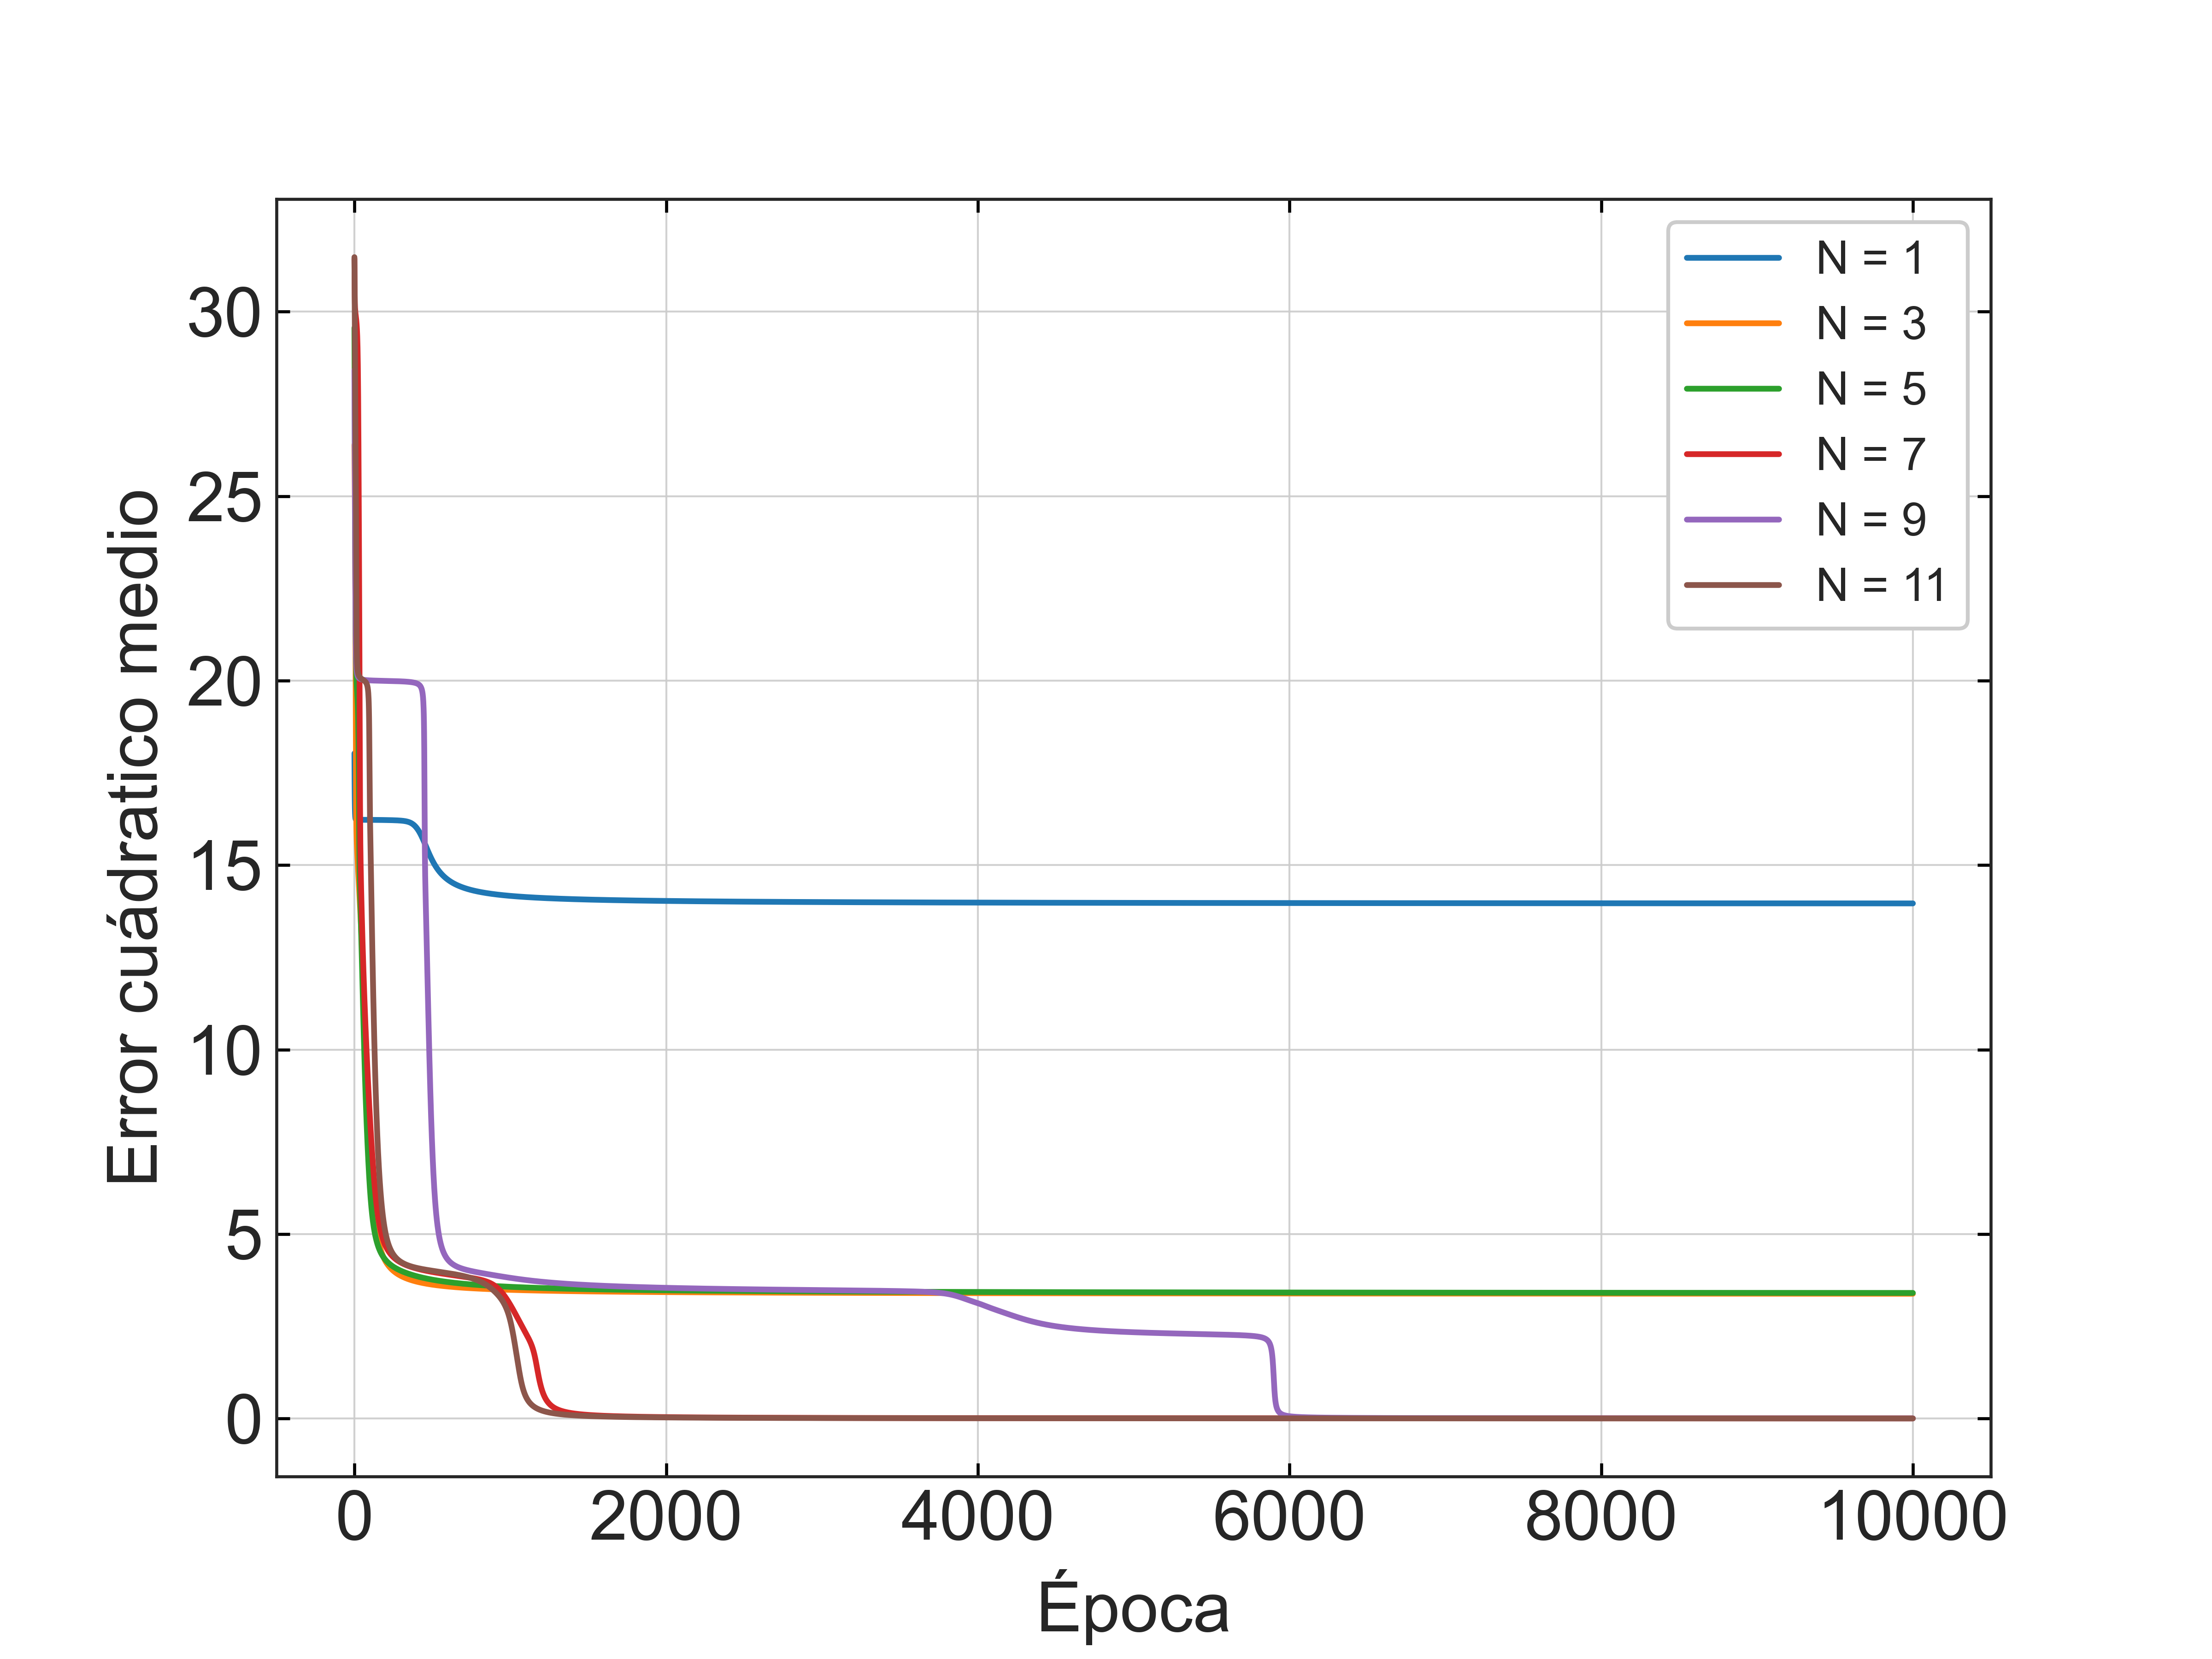 30
25
20
15
10
5
0
Error cuádratico medio
0 2000 4000 6000 8000 10000
Época
N = 1
N = 3
N = 5
N = 7
N = 9
N = 11